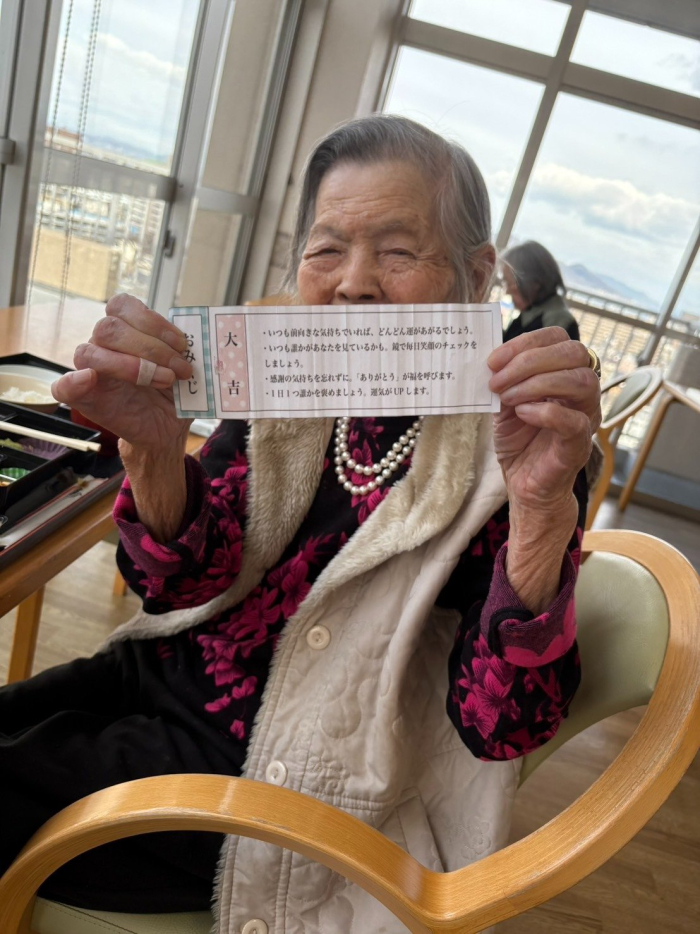 おみくじ
大吉
・いつも前向きな気持ちでいれば、どんどん運があがるでしょう。
・いつも誰かがあなたを見ているかも。鏡で毎日笑顔のチェックを
しましょう。
・感謝の気持ちを忘れずに、「ありがとう」が福を呼びます。
・1日1つ誰かを褒めましょう。運気が UP します。